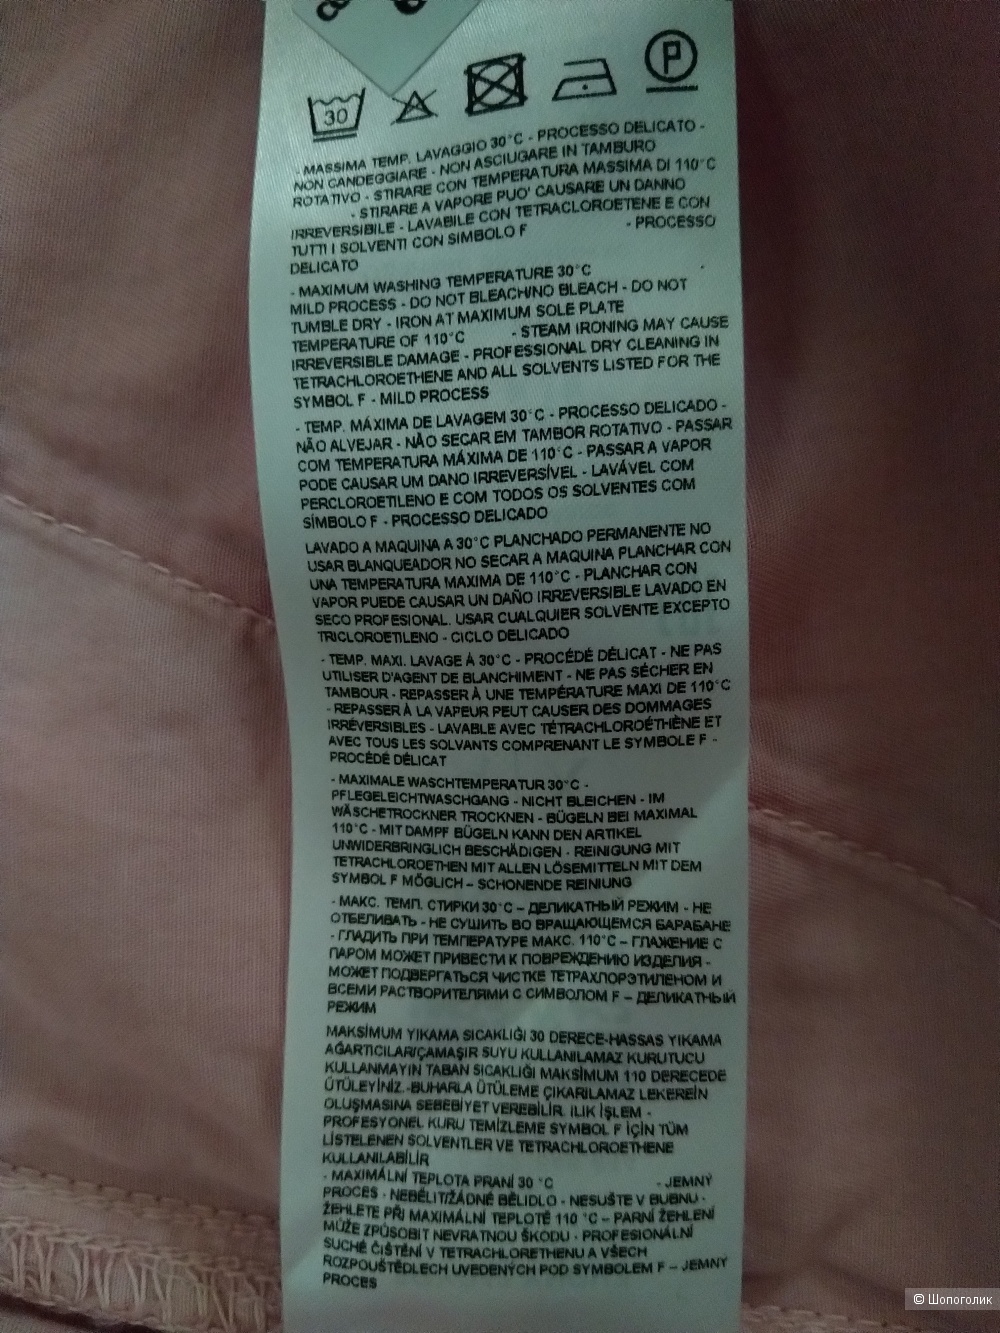 30
P
- MASSIMA TEMP. LAVAGGIO 30°C - PROCESSO DELICATO -
NON CANDEGGIARE - NON ASCIUGARE IN TAMBURO
ROTATIVO - STIRARE CON TEMPERATURA MASSIMA DI 110°C
- STIRARE A VAPORE PUO' CAUSARE UN DANNO
IRREVERSIBILE - LAVABILE CON TETRACLOROETENE E CON
TUTTI I SOLVENTI CON SIMBOLO F - PROCESSO
DELICATO
- MAXIMUM WASHING TEMPERATURE 30°C
MILD PROCESS - DO NOT BLEACH/NO BLEACH - DO NOT
TUMBLE DRY - IRON AT MAXIMUM SOLE PLATE
TEMPERATURE OF 110°C - STEAM IRONING MAY CAUSE
IRREVERSIBLE DAMAGE - PROFESSIONAL DRY CLEANING IN
TETRACHLOROETHENE AND ALL SOLVENTS LISTED FOR THE
SYMBOL F - MILD PROCESS
- TEMP. MÁXIMA DE LAVAGEM 30°C - PROCESSO DELICADO -
NÃO ALVEJAR - NÃO SECAR EM TAMBOR ROTATIVO - PASSAR
COM TEMPERATURA MÁXIMA DE 110°C - PASSAR A VAPOR
PODE CAUSAR UM DANO IRREVERSÍVEL - LAVÁVEL COM
PERCLOROETILENO E COM TODOS OS SOLVENTES COM
SÍMBOLO F - PROCESSO DELICADO
LAVADO A MAQUINA A 30°C PLANCHADO PERMANENTE NO
USAR BLANQUEADOR NO SECAR A MAQUINA PLANCHAR CON
UNA TEMPERATURA MAXIMA DE 110°C - PLANCHAR CON
VAPOR PUEDE CAUSAR UN DAÑO IRREVERSIBLE LAVADO EN
SECO PROFESIONAL. USAR CUALQUIER SOLVENTE EXCEPTO
TRICLOROETILENO - CICLO DELICADO
- TEMP. MAXI. LAVAGE À 30°C - PROCÉDÉ DÉLICAT - NE PAS
UTILISER D'AGENT DE BLANCHIMENT - NE PAS SÉCHER EN
TAMBOUR - REPASSER À UNE TEMPÉRATURE MAXI DE 110°C
- REPASSER À LA VAPEUR PEUT CAUSER DES DOMMAGES
IRRÉVERSIBLES - LAVABLE AVEC TÉTRACHLOROÉTHÈNE ET
AVEC TOUS LES SOLVANTS COMPRENANT LE SYMBOLE F -
PROCÉDÉ DÉLICAT
- MAXIMALE WASCHTEMPERATUR 30°C -
PFLEGELEICHTWASCHGANG - NICHT BLEICHEN - IM
WÄSCHETROCKNER TROCKNEN - BÜGELN BEI MAXIMAL
110°C - MIT DAMPF BÜGELN KANN DEN ARTIKEL
UNWIDERBRINGLICH BESCHÄDIGEN - REINIGUNG MIT
TETRACHLOROETHEN MIT ALLEN LÖSEMITTELN MIT DEM
SYMBOL F MÖGLICH – SCHONENDE REINIUNG
- МАКС. ТЕМП. СТИРКИ 30°C – ДЕЛИКАТНЫЙ РЕЖИМ - НЕ
ОТБЕЛИВАТЬ - НЕ СУШИТЬ ВО ВРАЩАЮЩЕМСЯ БАРАБАНЕ
- ГЛАДИТЬ ПРИ ТЕМПЕРАТУРЕ МАКС. 110°C – ГЛАЖЕНИЕ С
ПАРОМ МОЖЕТ ПРИВЕСТИ К ПОВРЕЖДЕНИЮ ИЗДЕЛИЯ -
МОЖЕТ ПОДВЕРГАТЬСЯ ЧИСТКЕ ТЕТРАХЛОРЭТИЛЕНОМ И
ВСЕМИ РАСТВОРИТЕЛЯМИ С СИМВОЛОМ F – ДЕЛИКАТНЫЙ
РЕЖИМ
MAKSİMUM YIKAMA SICAKLIĞI 30 DERECE-HASSAS YIKAMA
AĞARTICILAR/ÇAMAŞIR SUYU KULLANILAMAZ KURUTUCU
KULLANMAYIN TABAN SICAKLIĞI MAKSİMUM 110 DERECEDE
ÜTÜLEYİNİZ.-BUHARLA ÜTÜLEME ÇIKARILAMAZ LEKEREİN
OLUŞMASINA SEBEBİYET VEREBİLİR. ILIK İŞLEM -
PROFESYONEL KURU TEMİZLEME SYMBOL F İÇİN TÜM
LİSTELENEN SOLVENTLER VE TETRACHLOROETHENE
KULLANILABİLİR
- MAXIMÁLNÍ TEPLOTA PRANÍ 30 °C - JEMNÝ
PROCES - NEBĚLIT/ŽÁDNÉ BĚLIDLO - NESUŠTE V BUBNU -
ŽEHLETE PŘI MAXIMÁLNÍ TEPLOTĚ 110 °C – PARNÍ ŽEHLENÍ
MŮŽE ZPŮSOBIT NEVRATNOU ŠKODU - PROFESIONÁLNÍ
SUCHÉ ČIŠTĚNÍ V TETRACHLORETHENU A VŠECH
ROZPOUŠTĚDLECH UVEDENÝCH POD SYMBOLEM F – JEMNÝ
PROCES
© Шопоголик